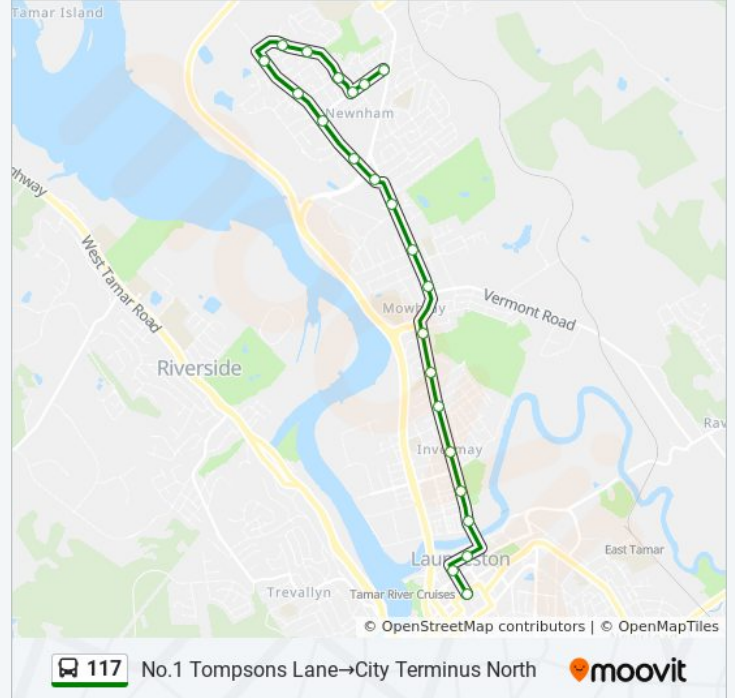 Tamar Island
Newnham
hway
West Tamar Road
Mowbray
Vermont Road
Riverside
Rav
Invermay
Launceston
East Tamar
Trevallyn
Tamar River Cruises
© OpenStreetMap contributors | © OpenMapTiles
117 No.1 Tompsons Lane→City Terminus North
moovit